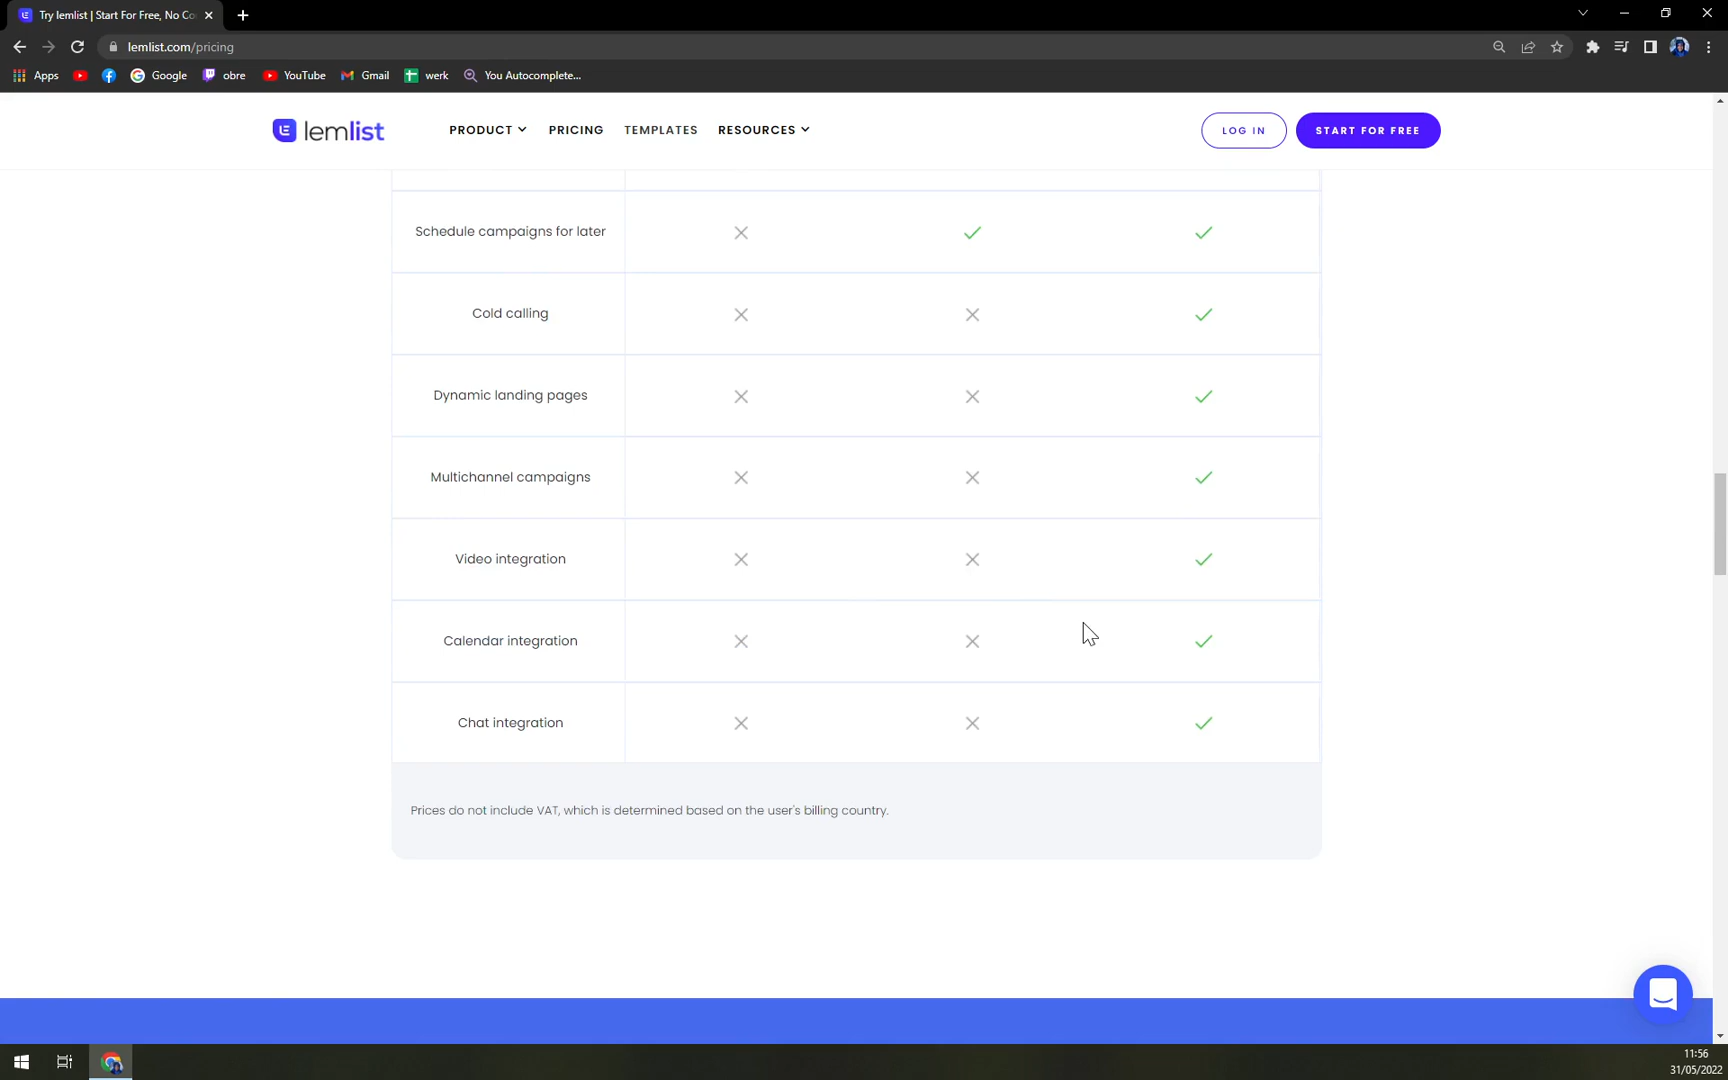 Try lemlist | Start For Free, No Co
lemlist.com/pricing
Apps
Google
obre
YouTube
Gmail
werk
You Autocomplete...
lemlist
PRODUCT
PRICING
TEMPLATES
RESOURCES
LOG IN
START FOR FREE
Schedule campaigns for later
Cold calling
Dynamic landing pages
Multichannel campaigns
Video integration
Calendar integration
Chat integration
Prices do not include VAT, which is determined based on the user's billing country.
11:56
31/05/2022